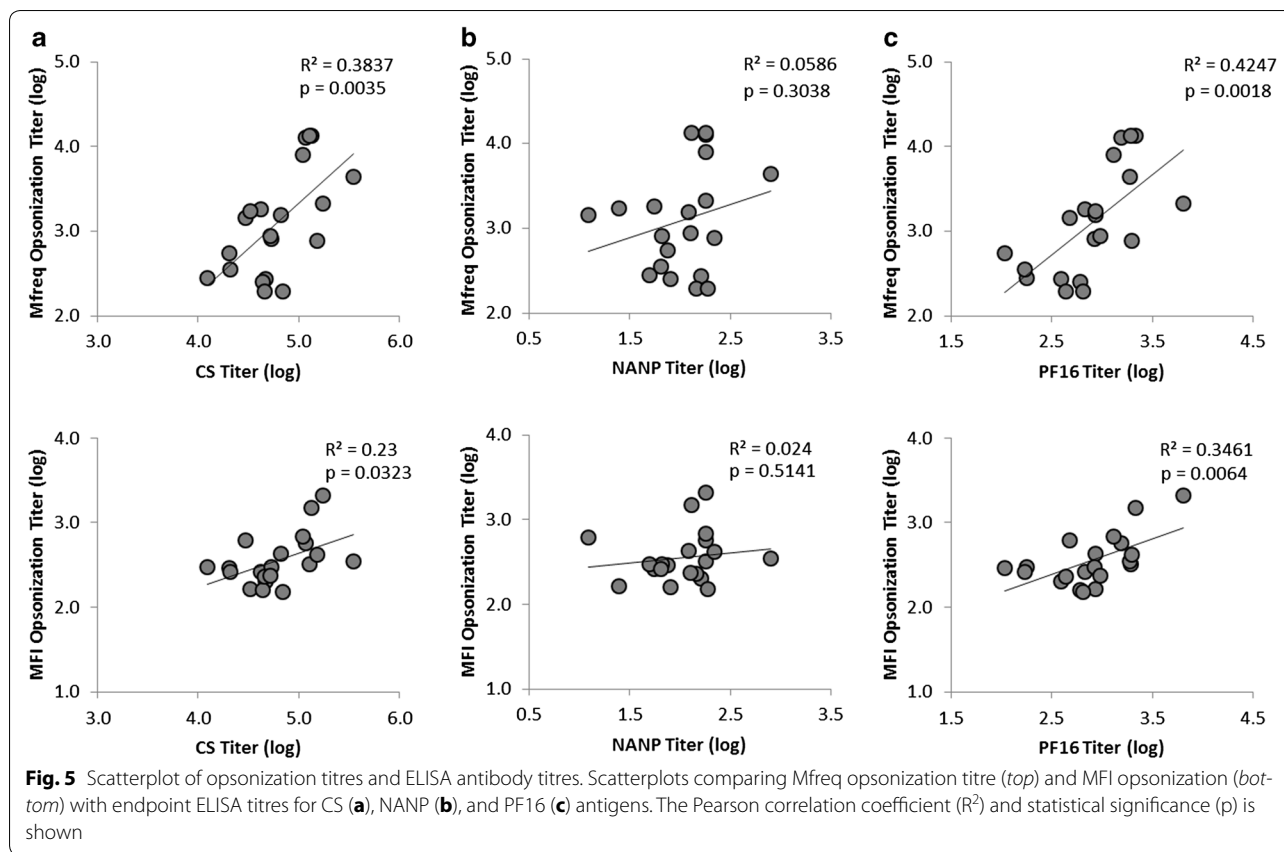 a
R² = 0.3837
p = 0.0035
Mfreq Opsonization Titer (log)
5.0
4.0
3.0
2.0
3.0 4.0 5.0 6.0
CS Titer (log)
b
R² = 0.0586
p = 0.3038
Mfreq Opsonization Titer (log)
5.0
4.0
3.0
2.0
0.5 1.5 2.5 3.5
NANP Titer (log)
c
R² = 0.4247
p = 0.0018
Mfreq Opsonization Titer (log)
5.0
4.0
3.0
2.0
1.5 2.5 3.5 4.5
PF16 Titer (log)
R² = 0.23
p = 0.0323
MFI Opsonization Titer (log)
4.0
3.0
2.0
1.0
3.0 4.0 5.0 6.0
CS Titer (log)
R² = 0.024
p = 0.5141
MFI Opsonization Titer (log)
4.0
3.0
2.0
1.0
0.5 1.5 2.5 3.5
NANP Titer (log)
R² = 0.3461
p = 0.0064
MFI Opsonization Titer (log)
4.0
3.0
2.0
1.0
1.5 2.5 3.5 4.5
PF16 Titer (log)
Fig. 5 Scatterplot of opsonization titres and ELISA antibody titres. Scatterplots comparing Mfreq opsonization titre (top) and MFI opsonization (bot-
tom) with endpoint ELISA titres for CS (a), NANP (b), and PF16 (c) antigens. The Pearson correlation coefficient (R²) and statistical significance (p) is
shown